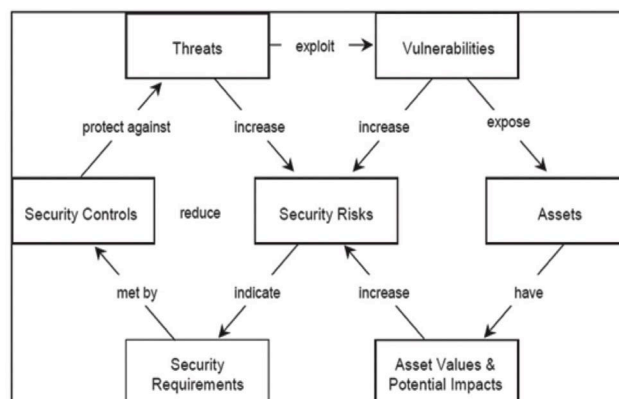 Threats
exploit
Vulnerabilities
protect against
increase
increase
expose
Security Controls
reduce
Security Risks
Assets
met by
indicate
increase
have
Security
Requirements
Asset Values &
Potential Impacts